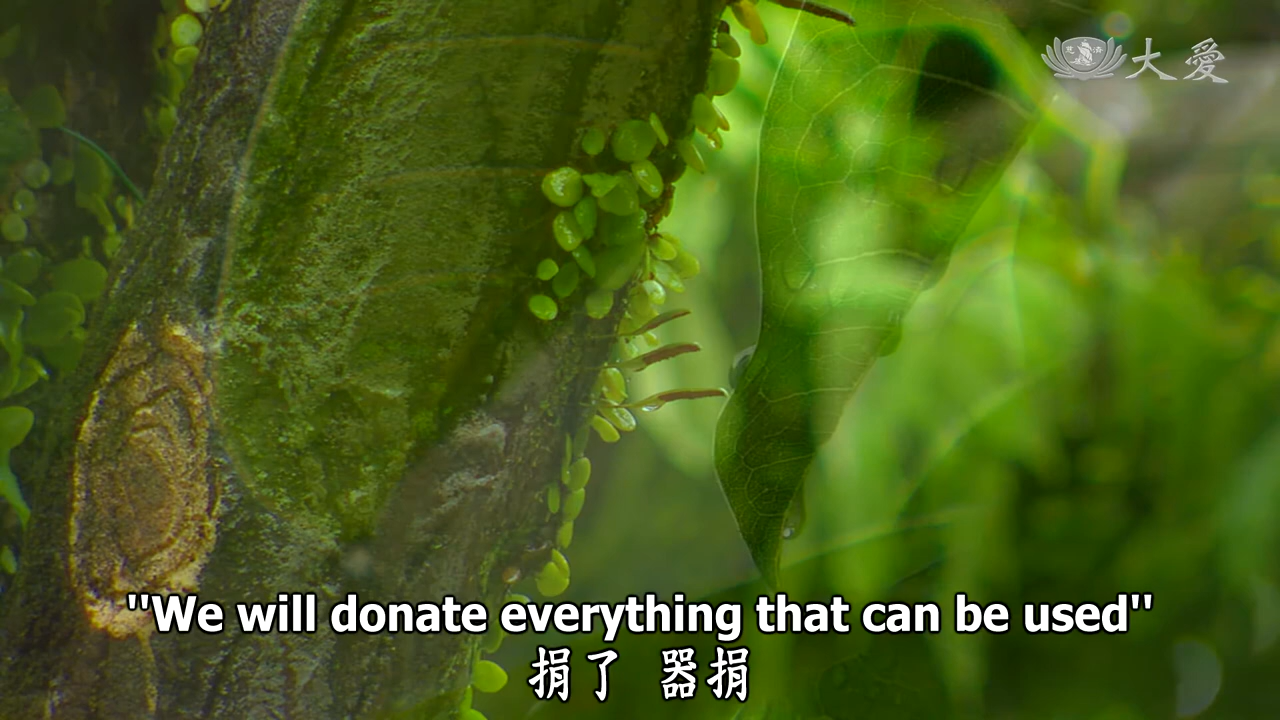 大愛
"We will donate everything that can be used"
捐了 器捐